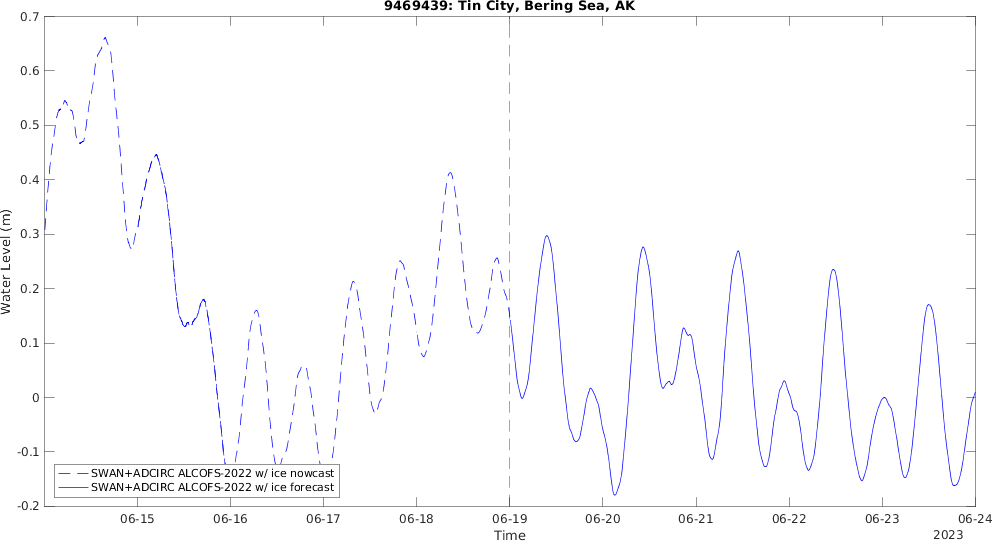 9469439: Tin City, Bering Sea, AK
0.7
0.6
0.5
0.4
0.3
0.2
0.1
0
-0.1
-0.2
Water Level (m)
SWAN+ADCIRC ALCOFS-2022 w/ ice nowcast
SWAN+ADCIRC ALCOFS-2022 w/ ice forecast
06-15 06-16 06-17 06-18 06-19 06-20 06-21 06-22 06-23 06-24
Time
2023